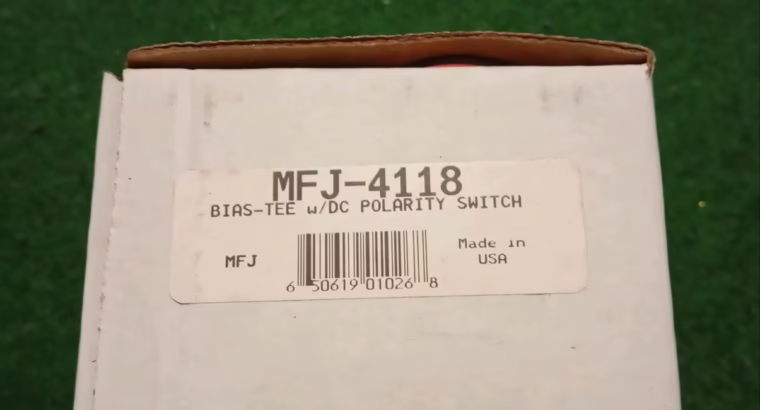 MFJ-4118
BIAS-TEE w/DC POLARITY SWITCH
MFJ
Made in
USA
6 50619 01026 8